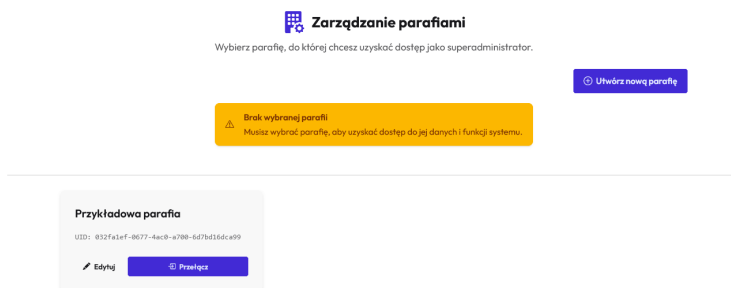 Zarządzanie parafiami
Wybierz parafię, do której chcesz uzyskać dostęp jako superadministrator.
Utwórz nową parafię
Brak wybranej parafii
Musisz wybrać parafię, aby uzyskać dostęp do jej danych i funkcji systemu.
Przykładowa parafia
UID: 032fa1ef-0677-4ac0-a700-6d7bd16dca99
Edytuj
Przełącz